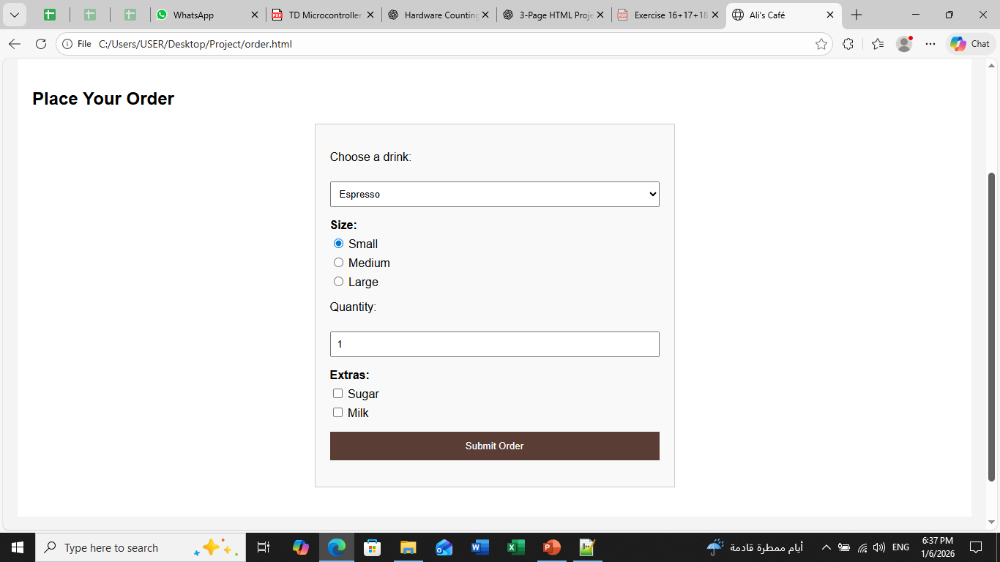 WhatsApp
TD Microcontroller
Hardware Counting
3-Page HTML Proje
Exercise 16+17+18
Ali's Café
File C:/Users/USER/Desktop/Project/order.html
Chat
Place Your Order
Choose a drink:
Espresso
Size:
Small
Medium
Large
Quantity:
1
Extras:
Sugar
Milk
Submit Order
Type here to search
أيام ممطرة قادمة
ENG
6:37 PM
1/6/2026